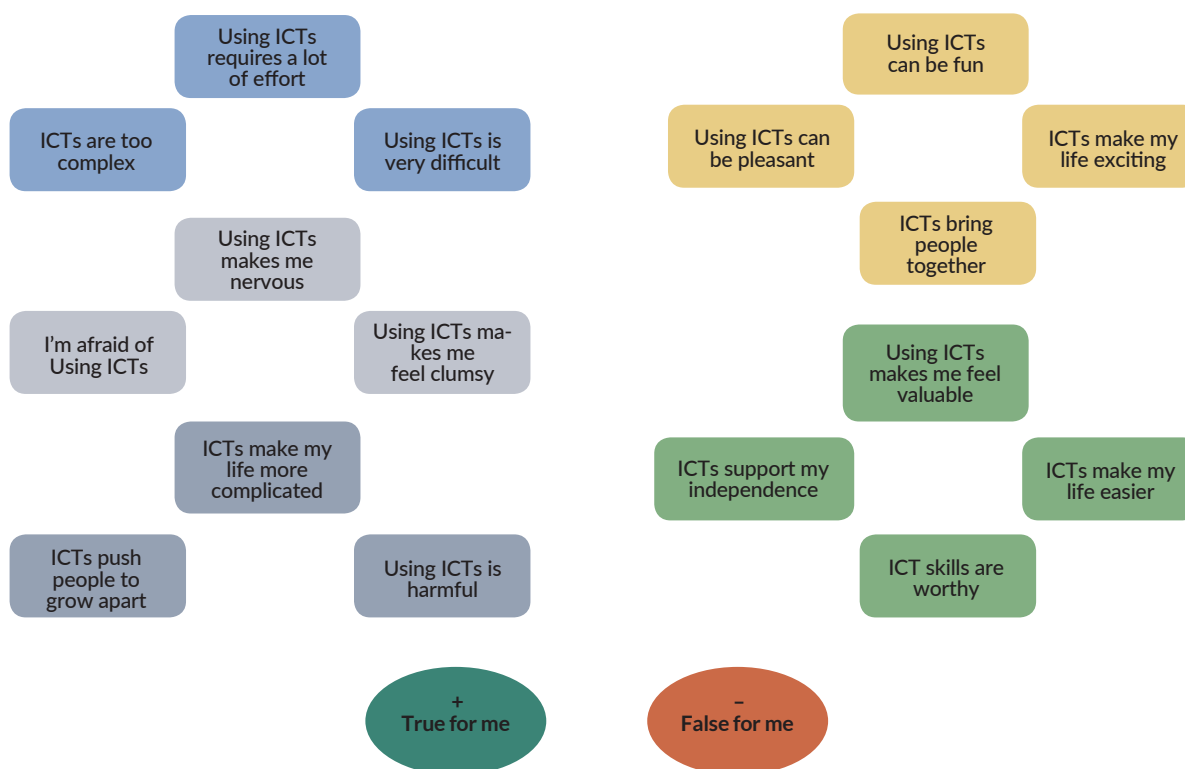 Using ICTs
requires a lot
of effort
ICTs are too
complex
Using ICTs is
very difficult
Using ICTs
makes me
nervous
I'm afraid of
Using ICTs
Using ICTs ma-
kes me
feel clumsy
ICTs make my
life more
complicated
ICTs push
people to
grow apart
Using ICTs is
harmful
Using ICTs
can be fun
Using ICTs can
be pleasant
ICTs make my
life exciting
ICTs bring
people
together
Using ICTs
makes me feel
valuable
ICTs support my
independence
ICTs make my
life easier
ICT skills are
worthy
+
True for me
–
False for me